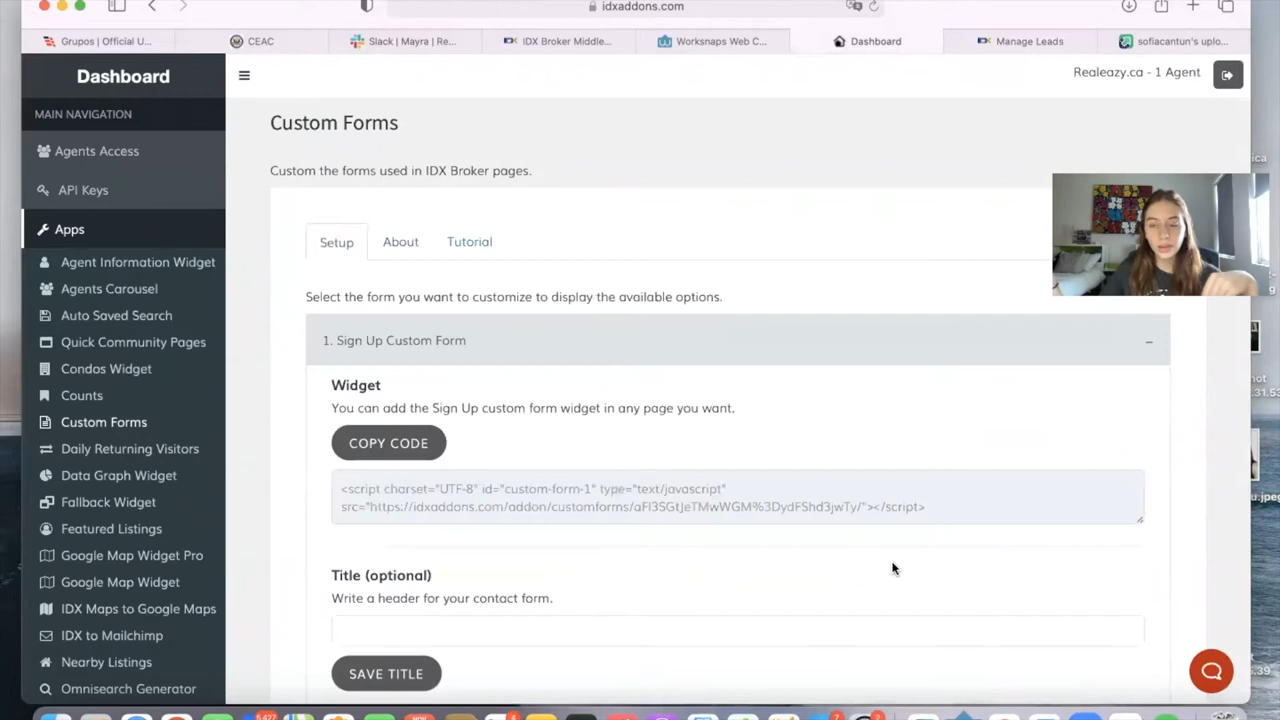 idxaddons.com
Grupos | Official U...
CEAC
Slack | Mayra | Re...
IDX Broker Middle...
Worksnaps Web C...
Dashboard
Manage Leads
sofiacantun's uplo...
Dashboard
Realeazy.ca - 1 Agent
MAIN NAVIGATION
Agents Access
API Keys
Apps
Agent Information Widget
Agents Carousel
Auto Saved Search
Quick Community Pages
Condos Widget
Counts
Custom Forms
Daily Returning Visitors
Data Graph Widget
Fallback Widget
Featured Listings
Google Map Widget Pro
Google Map Widget
IDX Maps to Google Maps
IDX to Mailchimp
Nearby Listings
Omnisearch Generator
Custom Forms
Custom the forms used in IDX Broker pages.
Setup
About
Tutorial
Select the form you want to customize to display the available options.
1. Sign Up Custom Form
Widget
You can add the Sign Up custom form widget in any page you want.
COPY CODE
<script charset="UTF-8" id="custom-form-1" type="text/javascript"
src="https://idxaddons.com/addon/customforms/aFl3SGtJeTMwWGM%3DydFShd3jwTy/"></script>
Title (optional)
Write a header for your contact form.
SAVE TITLE